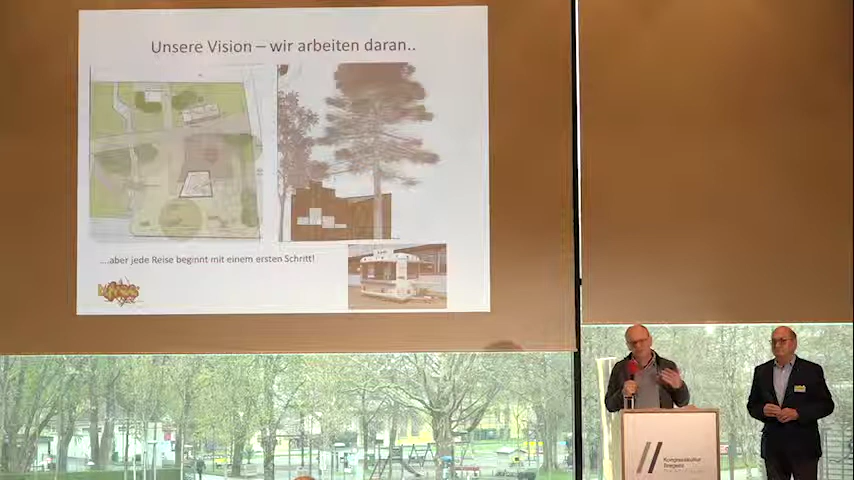 Unsere Vision – wir arbeiten daran..
....aber jede Reise beginnt mit einem ersten Schritt!
Kongresskultur
Bregenz